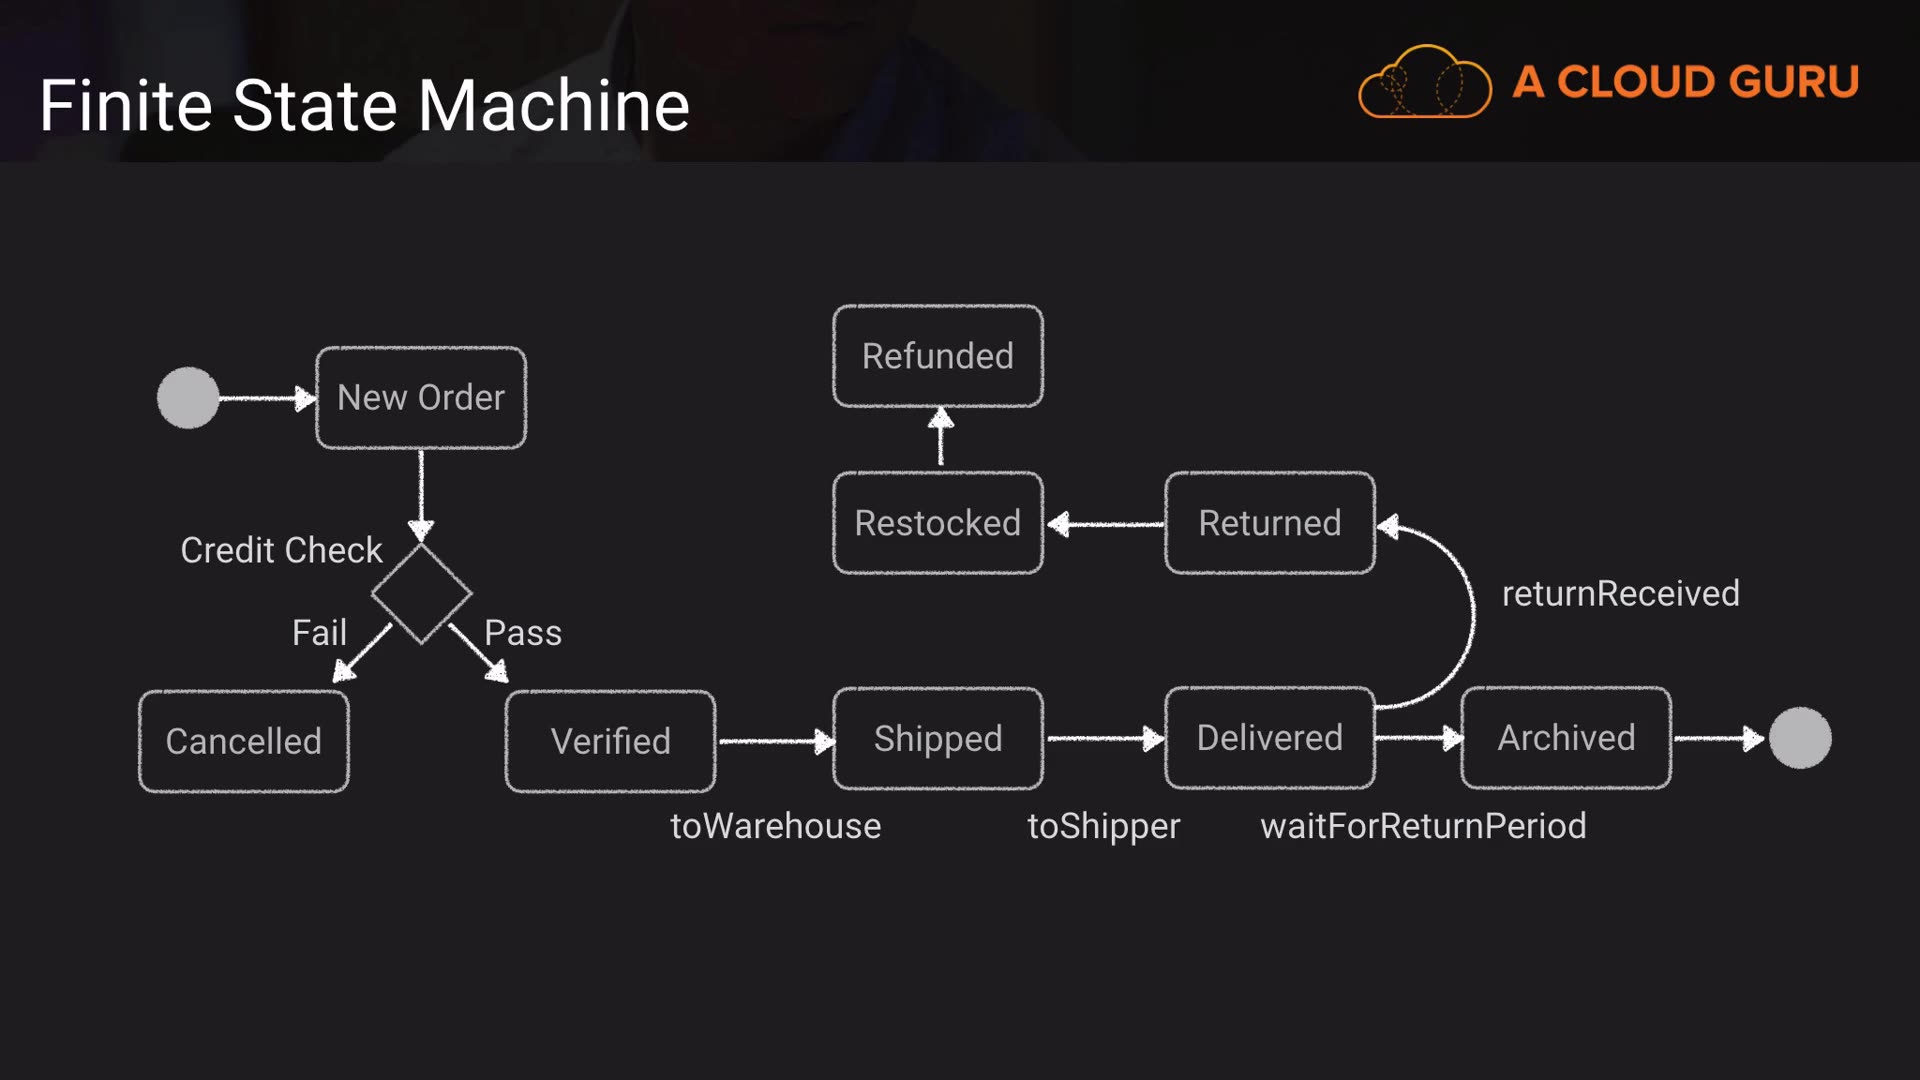 Finite State Machine
A CLOUD GURU
Refunded
New Order
Restocked
Returned
Credit Check
returnReceived
Fail
Pass
Cancelled
Verified
Shipped
Delivered
Archived
toWarehouse
toShipper
waitForReturnPeriod